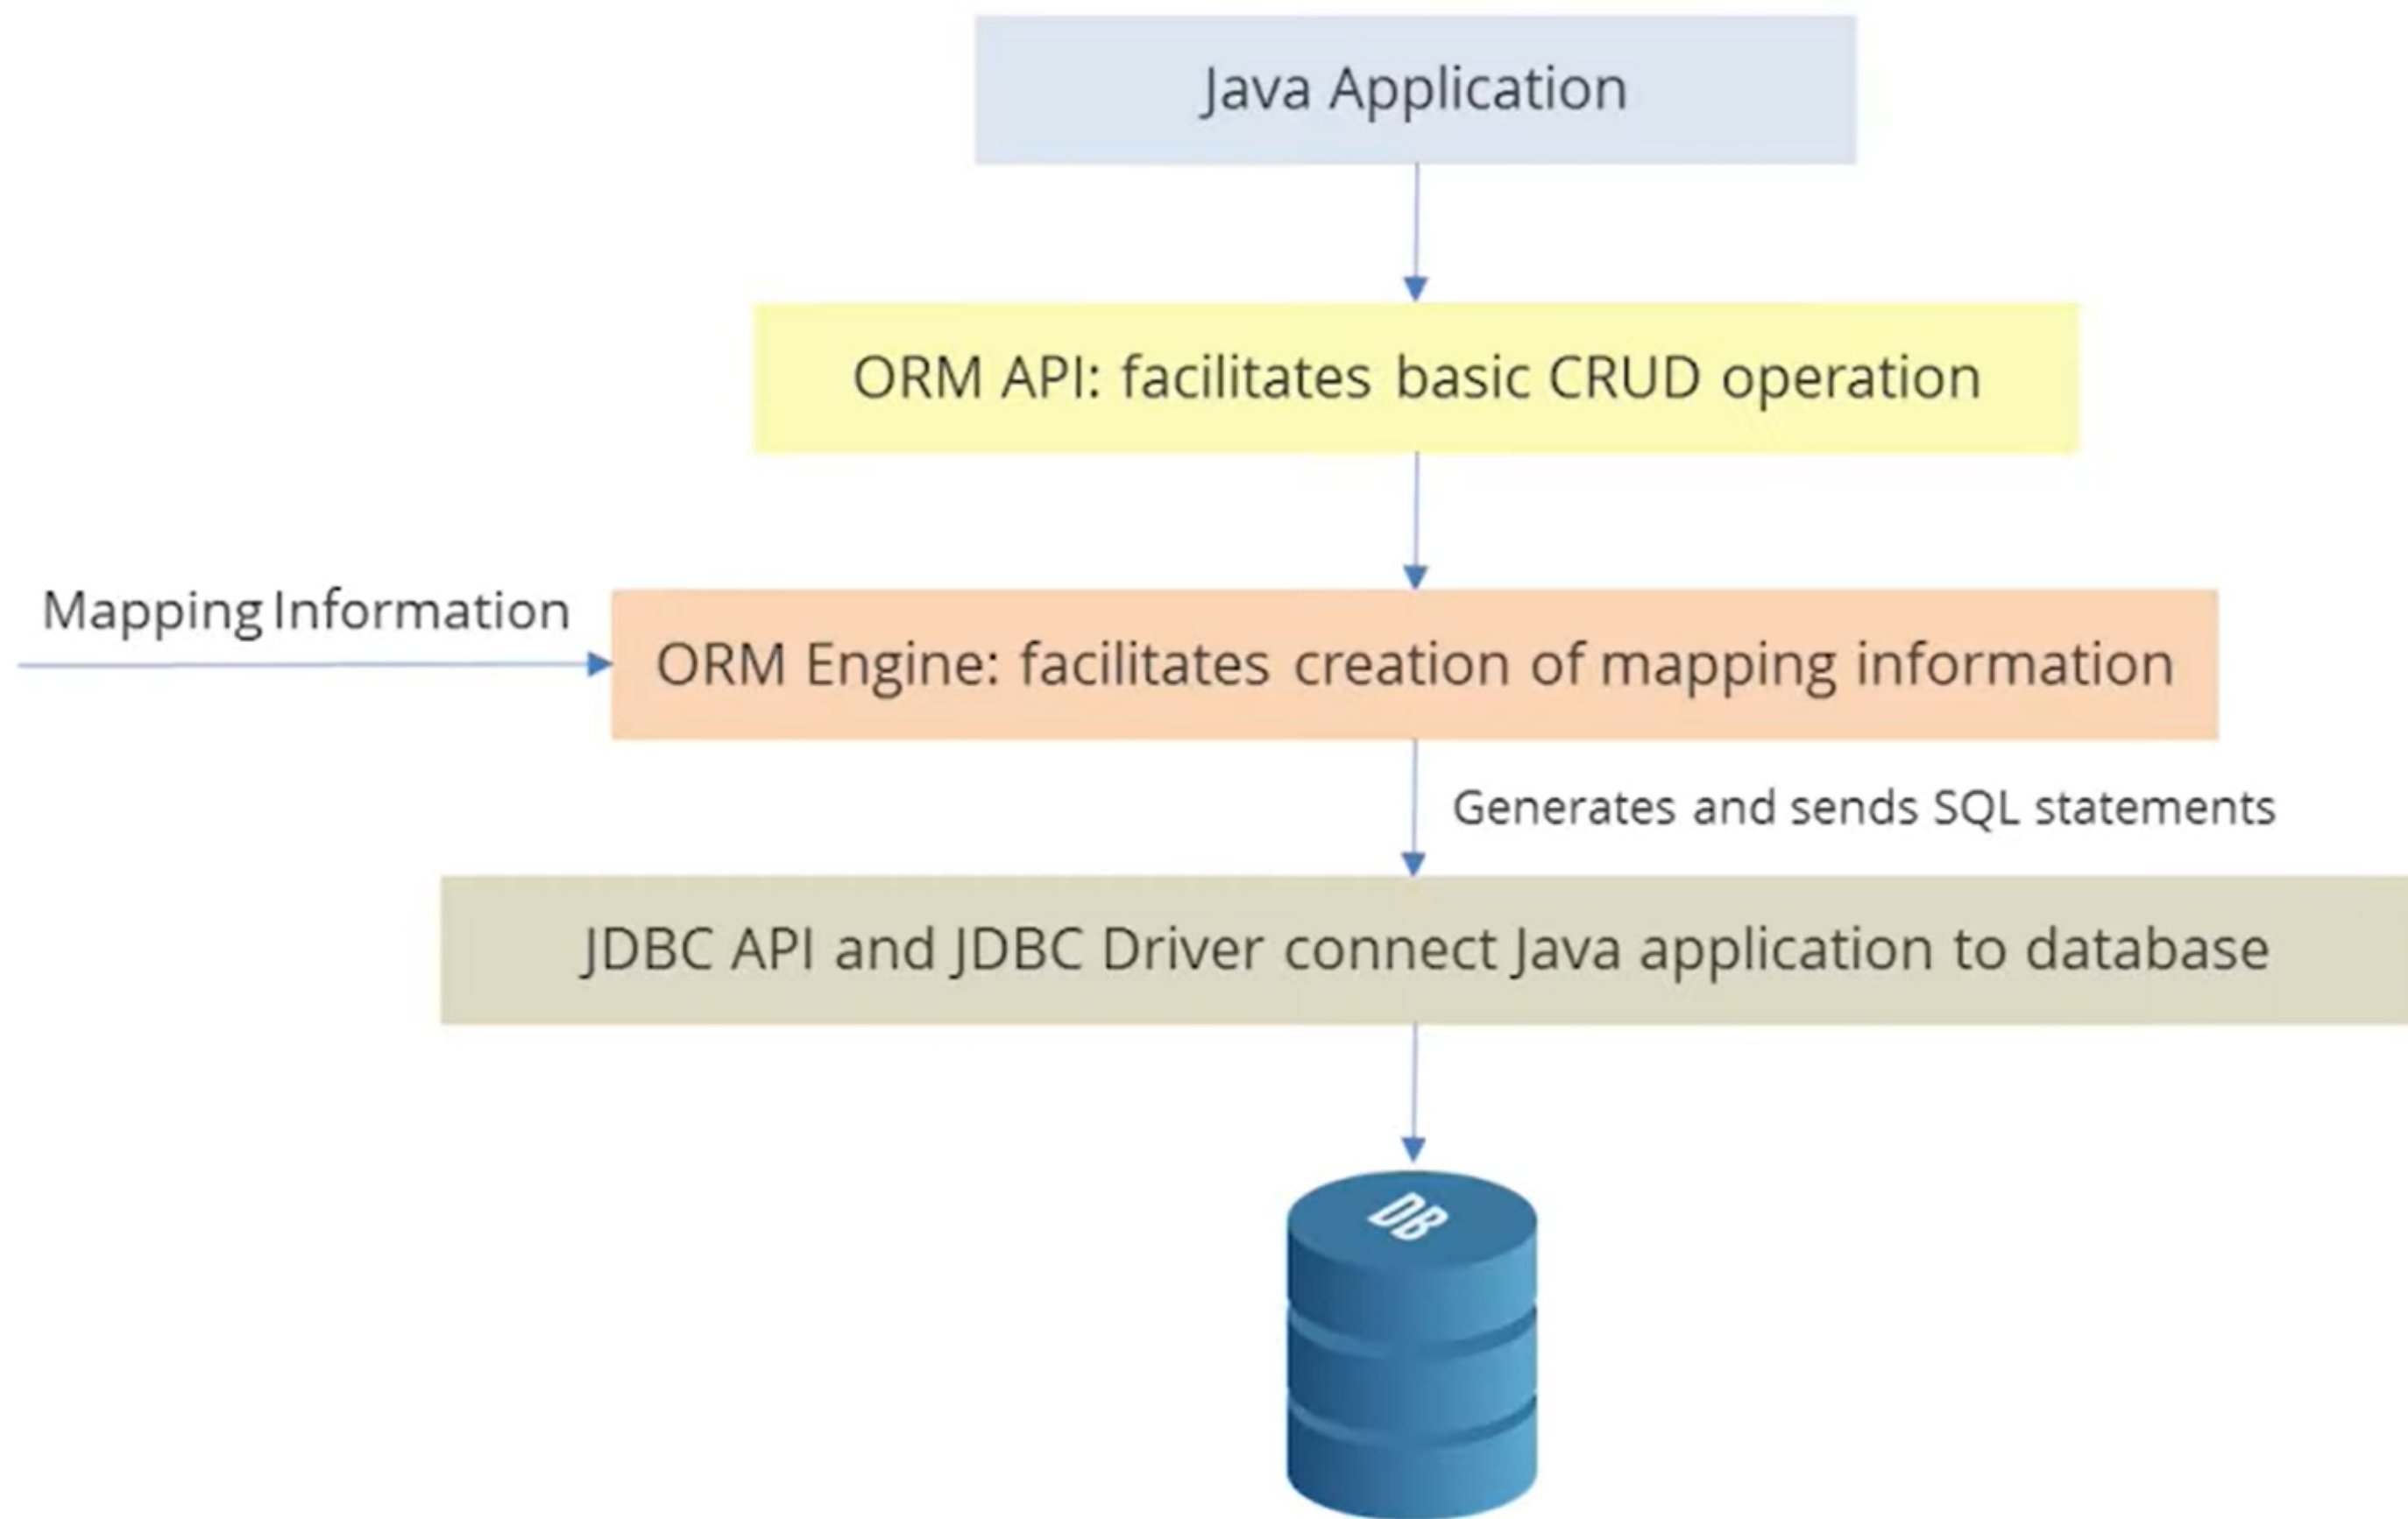 Java Application
ORM API: facilitates basic CRUD operation
Mapping Information
ORM Engine: facilitates creation of mapping information
Generates and sends SQL statements
JDBC API and JDBC Driver connect Java application to database
DB